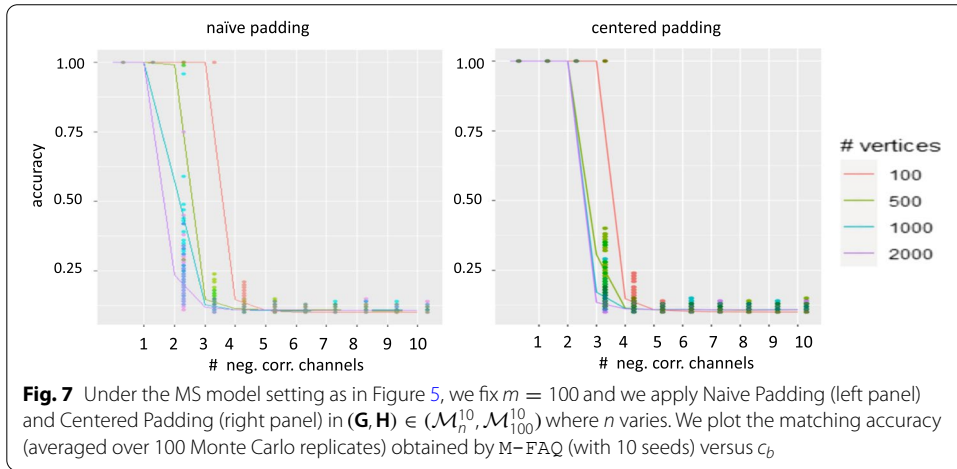 naïve padding
centered padding
accuracy
1.00
0.75
0.50
0.25
1 2 3 4 5 6 7 8 9 10
# neg. corr. channels
1.00
0.75
0.50
0.25
1 2 3 4 5 6 7 8 9 10
# neg. corr. channels
# vertices
100
500
1000
2000
Fig. 7 Under the MS model setting as in Figure 5, we fix m = 100 and we apply Naive Padding (left panel)
and Centered Padding (right panel) in (G, H) ∈ (ℳₙ¹⁰, ℳ₁₀₀¹⁰) where n varies. We plot the matching accuracy
(averaged over 100 Monte Carlo replicates) obtained by M-FAQ (with 10 seeds) versus c_b